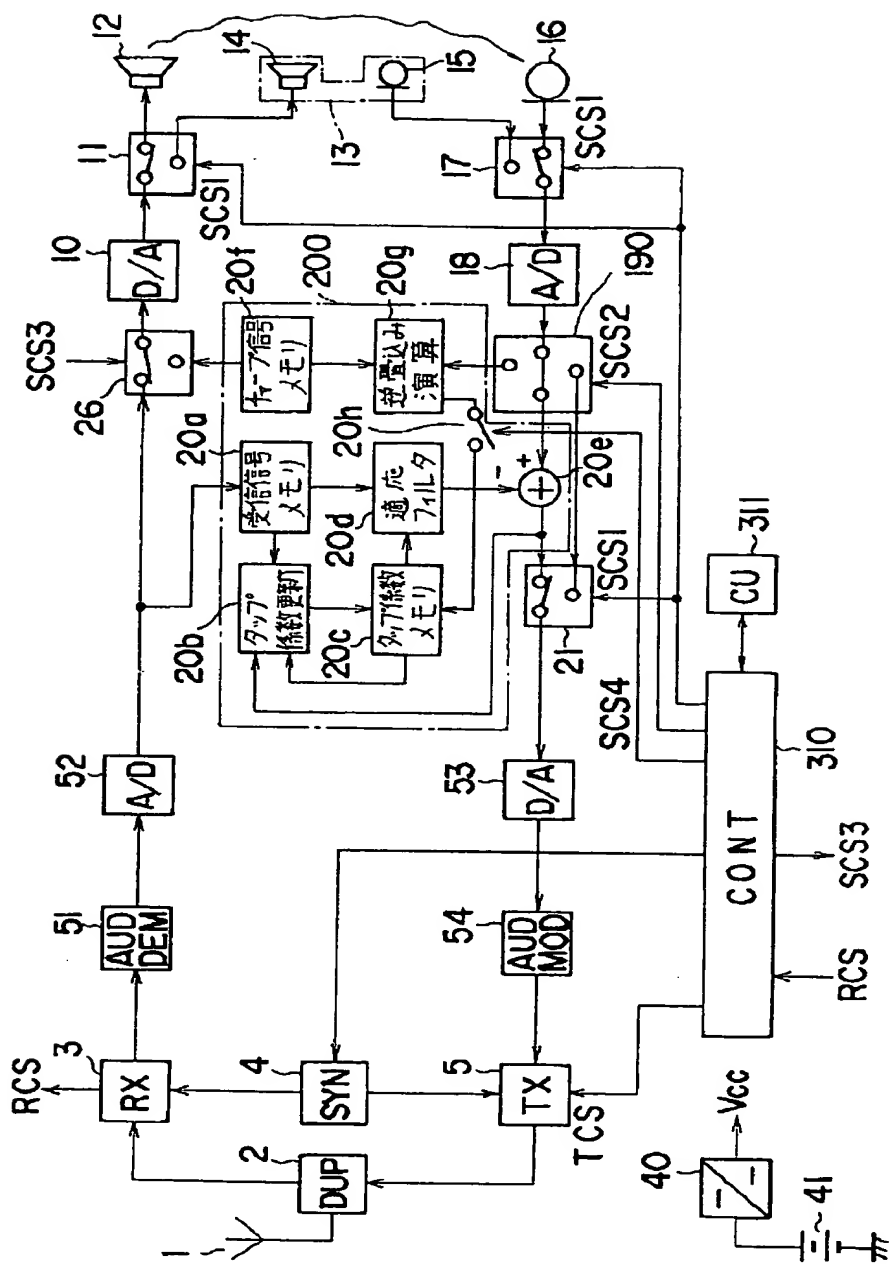 SCS3
12
11
10
D/A
SCS1
14
13
15
16
SCS1
17
18
A/D
190
SCS2
26
20f
200
20g
チャープ信号
メモリ
逆畳込み
演算
20a
受信信号
メモリ
20h
20d
適応
フィルタ
20e
+
-
20b
タップ
係数更新
20c
タップ係数
メモリ
SCS1
21
SCS4
311
CU
52
A/D
53
D/A
51
AUD
DEM
54
AUD
MOD
310
CONT
SCS3
RCS
RCS
3
RX
4
SYN
5
TX
TCS
2
DUP
1
40
Vcc
41